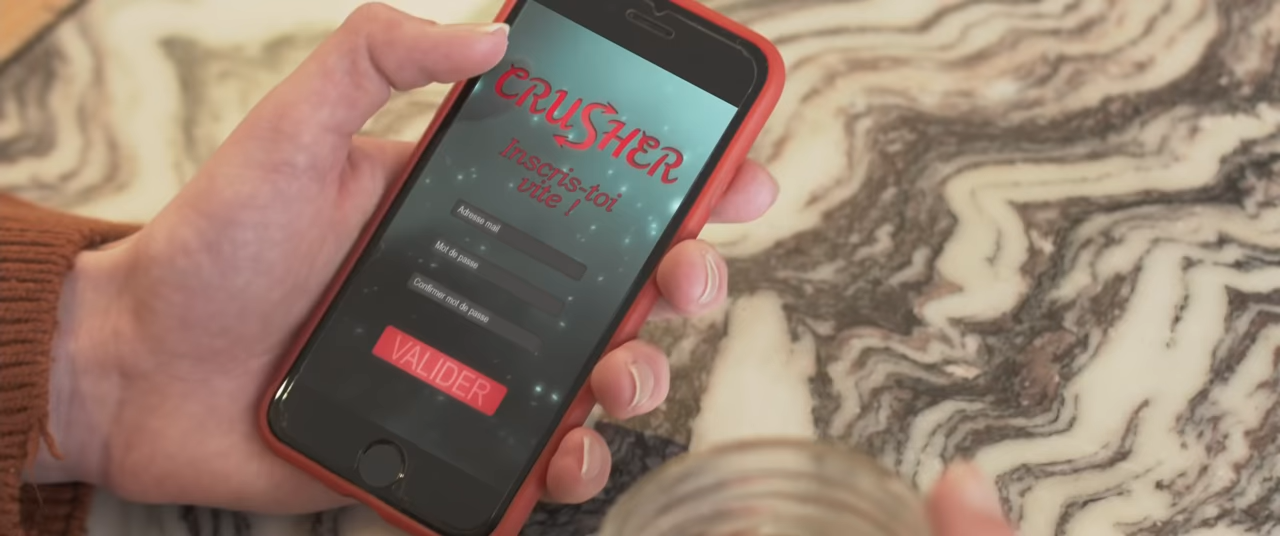 CRUSHER
Inscris-toi
vite !
Adresse mail
Mot de passe
Confirmer mot de passe
VALIDER